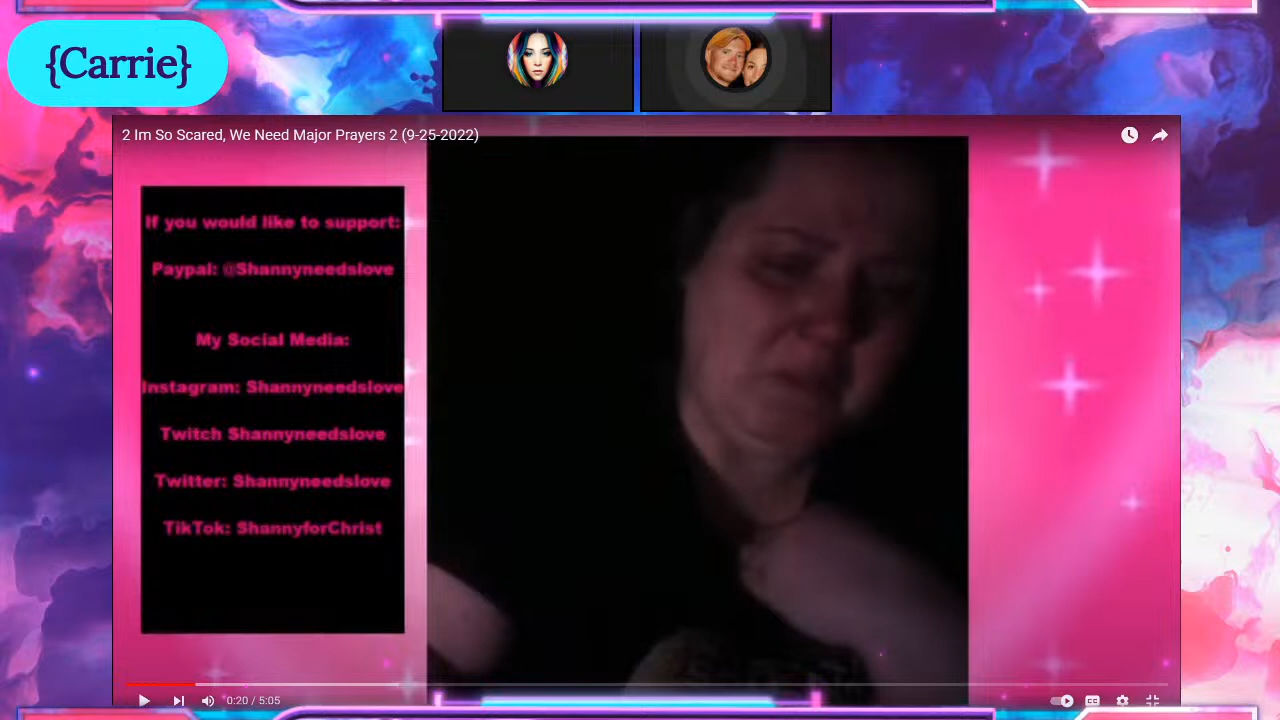 {Carrie}
2 Im So Scared, We Need Major Prayers 2 (9-25-2022)
If you would like to support:
Paypal: @Shannyneedslove
My Social Media:
Instagram: Shannyneedslove
Twitch Shannyneedslove
Twitter: Shannyneedslove
TikTok: ShannyforChrist
0:20 / 5:05
CC